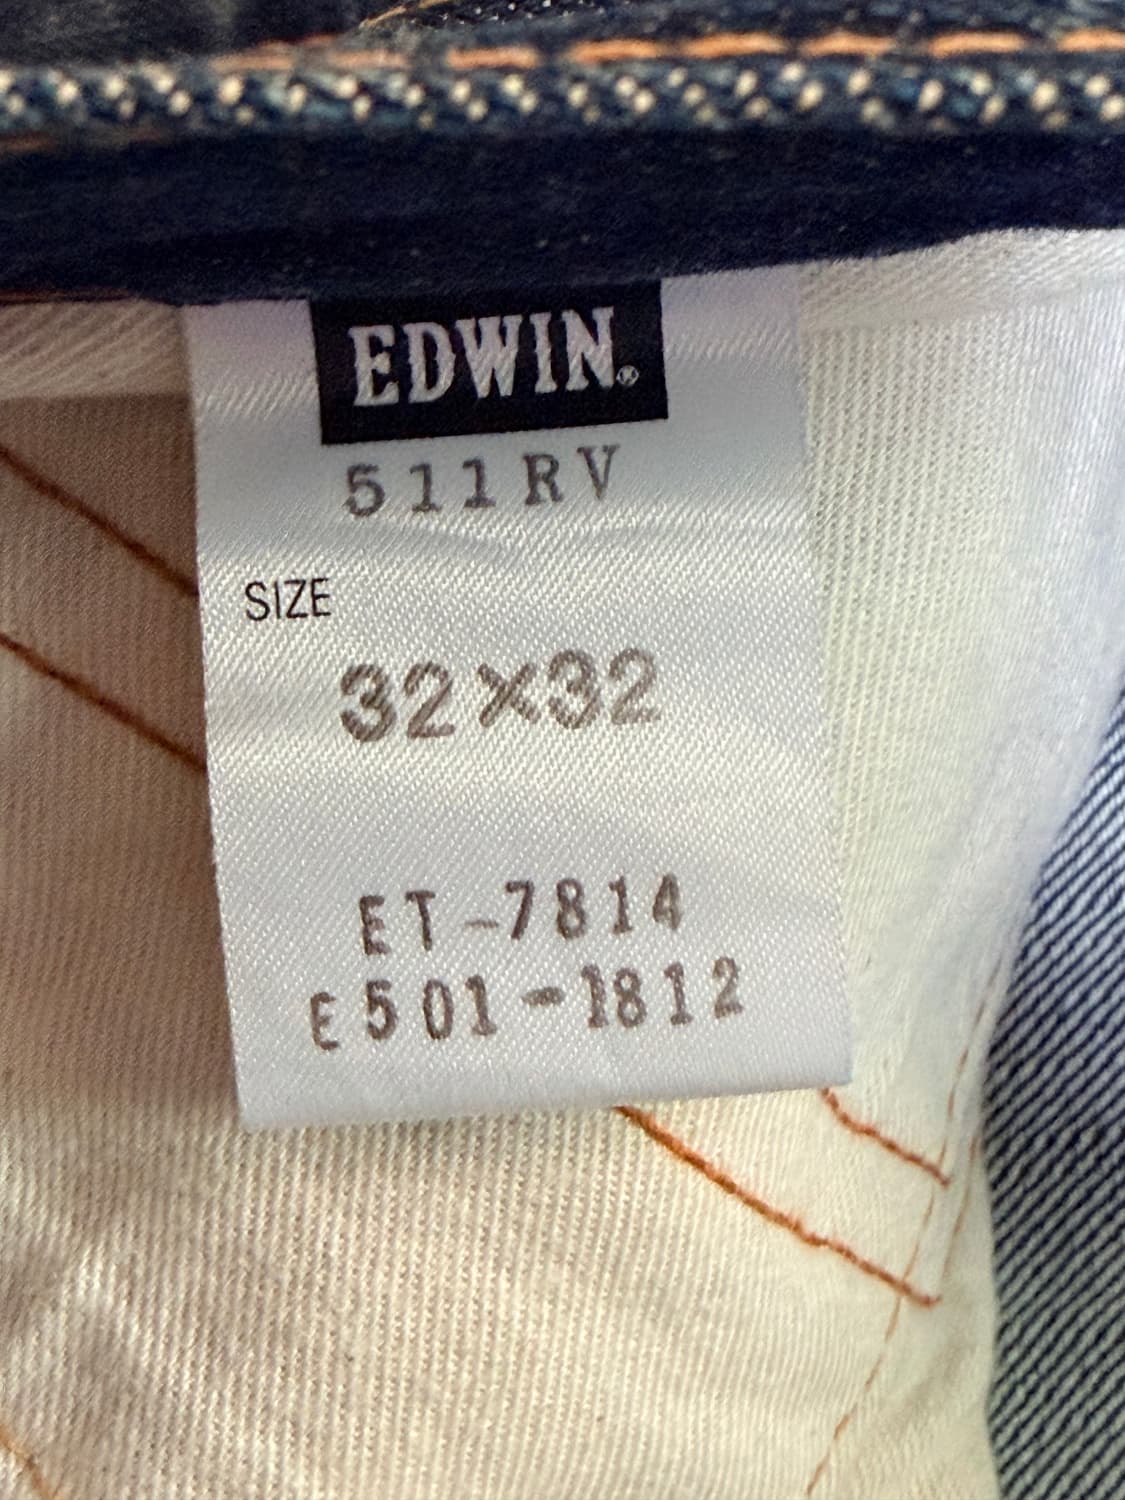 EDWIN®
511RV
SIZE
32×32
ET-7814
E501-1812